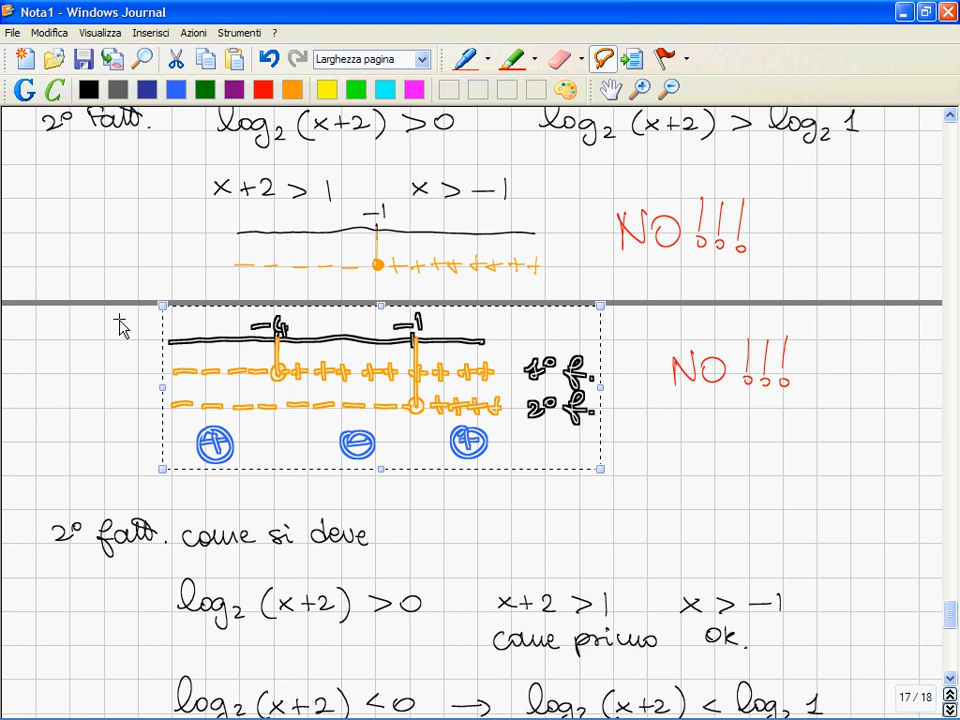 Nota1 - Windows Journal
File Modifica Visualizza Inserisci Azioni Strumenti ?
Larghezza pagina
G C
2° Fatt. log₂ (x+2) > 0 log₂ (x+2) > log₂ 1
x+2 > 1 x > -1
-1
NO!!!
- - - - - - + + + + + + + +
-4 -1
- - - - + + + + + + + + 1° f.
NO!!!
- - - - - - - - - + + + + 2° f.
+ - +
2° fatt. come si deve
log₂ (x+2) > 0 x+2 > 1 x > -1
come primo ok.
log₂ (x+2) < 0 → log₂ (x+2) < log₂ 1
17 / 18